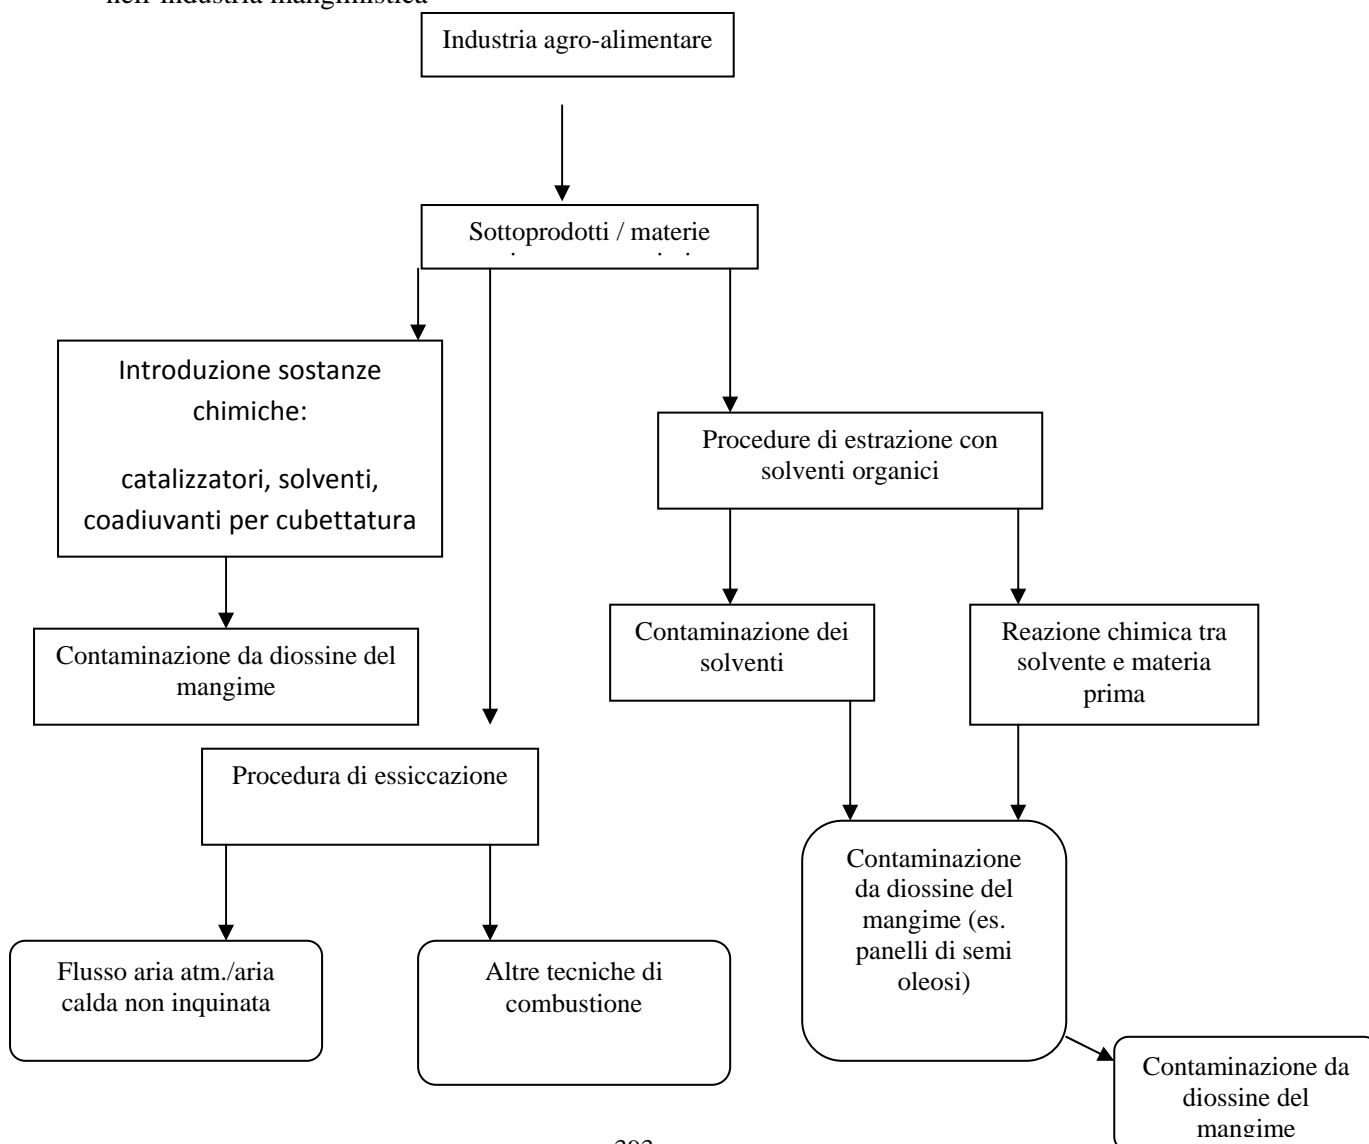 nell'industria mangimistica
Industria agro-alimentare
Sottoprodotti / materie
Introduzione sostanze
chimiche:
catalizzatori, solventi,
coadiuvanti per cubettatura
Procedure di estrazione con
solventi organici
Contaminazione da diossine del
mangime
Contaminazione dei
solventi
Reazione chimica tra
solvente e materia
prima
Procedura di essiccazione
Contaminazione
da diossine del
mangime (es.
panelli di semi
oleosi)
Flusso aria atm./aria
calda non inquinata
Altre tecniche di
combustione
Contaminazione da
diossine del
mangime